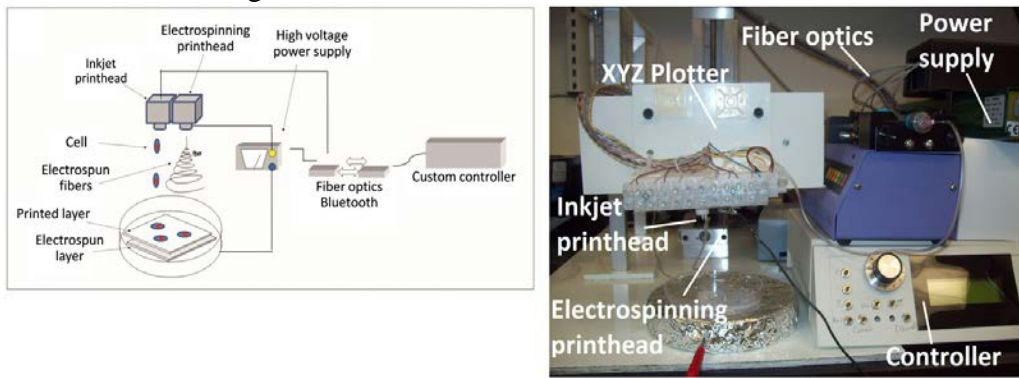 Electrospinning
printhead
High voltage
power supply
Inkjet
printhead
Cell
Electrospun
fibers
Fiber optics
Bluetooth
Custom controller
Printed layer
Electrospun
layer
Fiber optics
Power
supply
XYZ Plotter
Inkjet
printhead
Electrospinning
printhead
Controller